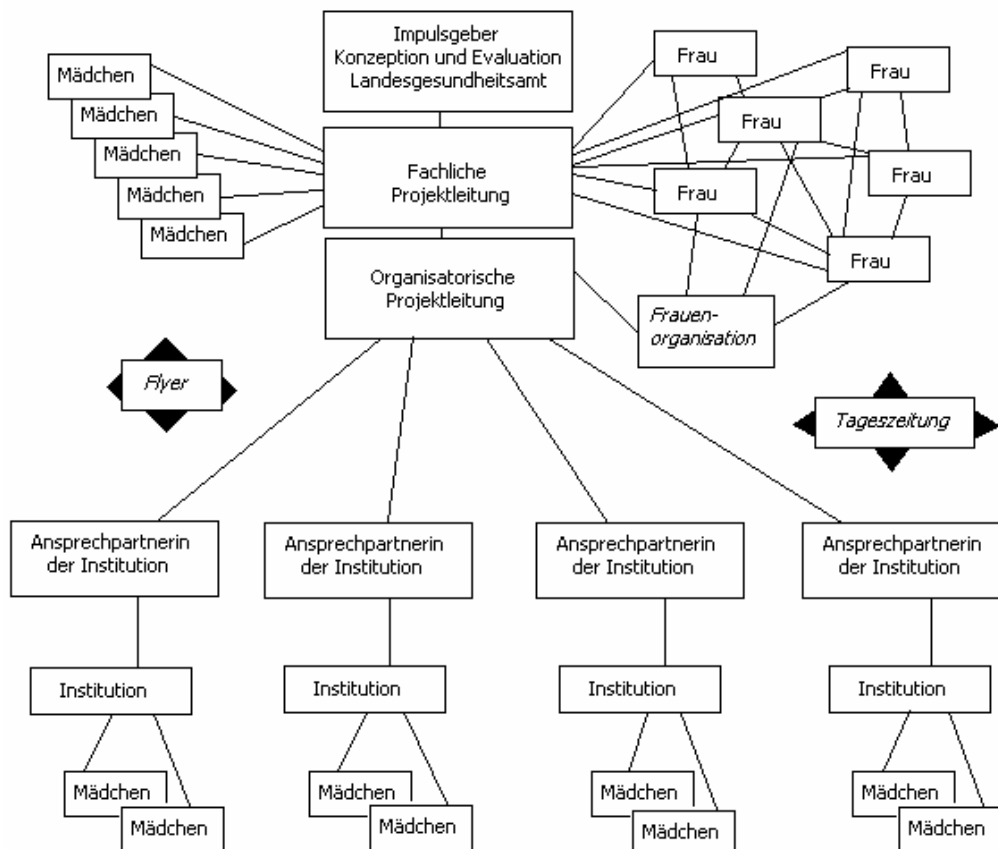 Impulsgeber
Konzeption und Evaluation
Landesgesundheitsamt
Mädchen
Mädchen
Mädchen
Mädchen
Mädchen
Fachliche
Projektleitung
Frau
Frau
Frau
Frau
Frau
Frau
Organisatorische
Projektleitung
Frauen-
organisation
Flyer
Tageszeitung
Ansprechpartnerin
der Institution
Ansprechpartnerin
der Institution
Ansprechpartnerin
der Institution
Ansprechpartnerin
der Institution
Institution
Institution
Institution
Institution
Mädchen
Mädchen
Mädchen
Mädchen
Mädchen
Mädchen
Mädchen
Mädchen